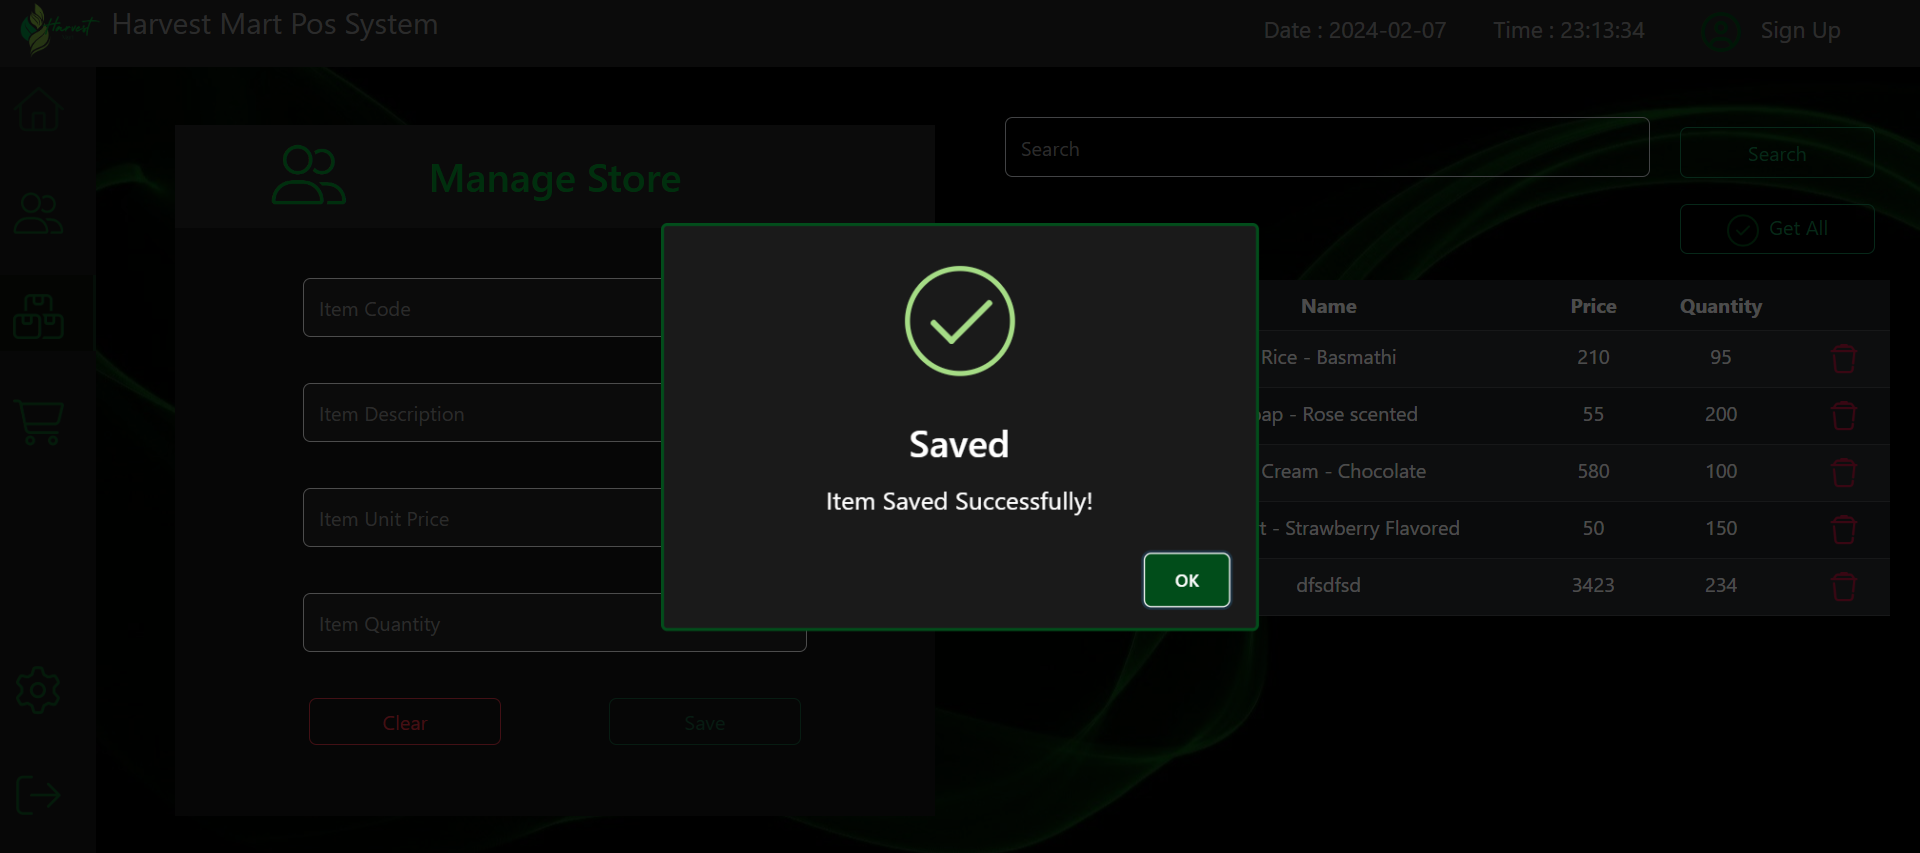 Harvest
Harvest Mart Pos System
Date : 2024-02-07
Time : 23:13:34
Sign Up
Manage Store
Item Code
Item Description
Item Unit Price
Item Quantity
Clear
Save
Search
Search
Get All
Name Price Quantity
Rice - Basmathi 210 95
- Rose scented 55 200
Cream - Chocolate 580 100
- Strawberry Flavored 50 150
dfsdfsd 3423 234
Saved
Item Saved Successfully!
OK